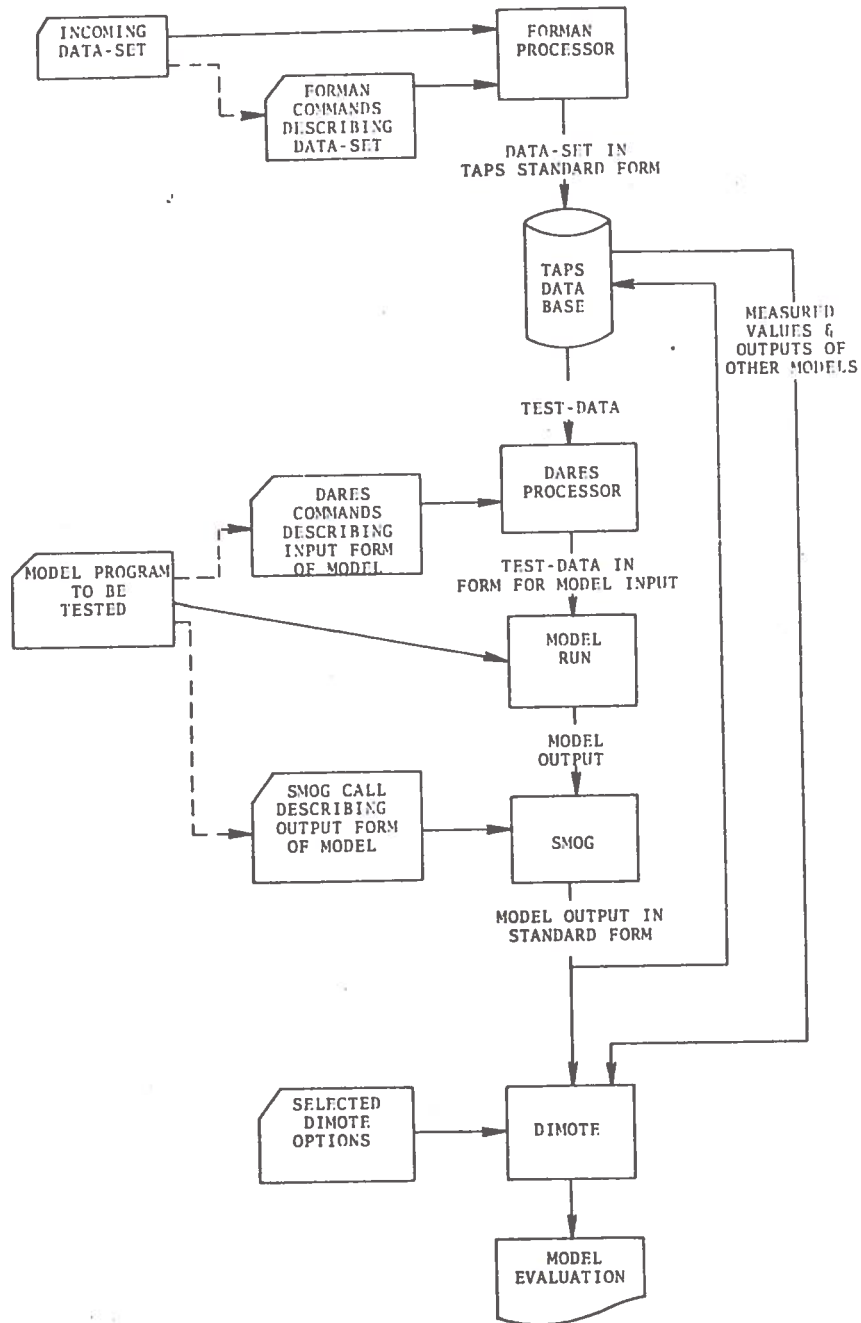 INCOMING
DATA-SET
FORMAN
PROCESSOR
FORMAN
COMMANDS
DESCRIBING
DATA-SET
DATA-SET IN
TAPS STANDARD FORM
TAPS
DATA
BASE
MEASURED
VALUES &
OUTPUTS OF
OTHER MODELS
TEST-DATA
DARES
PROCESSOR
DARES
COMMANDS
DESCRIBING
INPUT FORM
OF MODEL
TEST-DATA IN
FORM FOR MODEL INPUT
MODEL PROGRAM
TO BE
TESTED
MODEL
RUN
MODEL
OUTPUT
SMOG CALL
DESCRIBING
OUTPUT FORM
OF MODEL
SMOG
MODEL OUTPUT IN
STANDARD FORM
SELECTED
DIMOTE
OPTIONS
DIMOTE
MODEL
EVALUATION